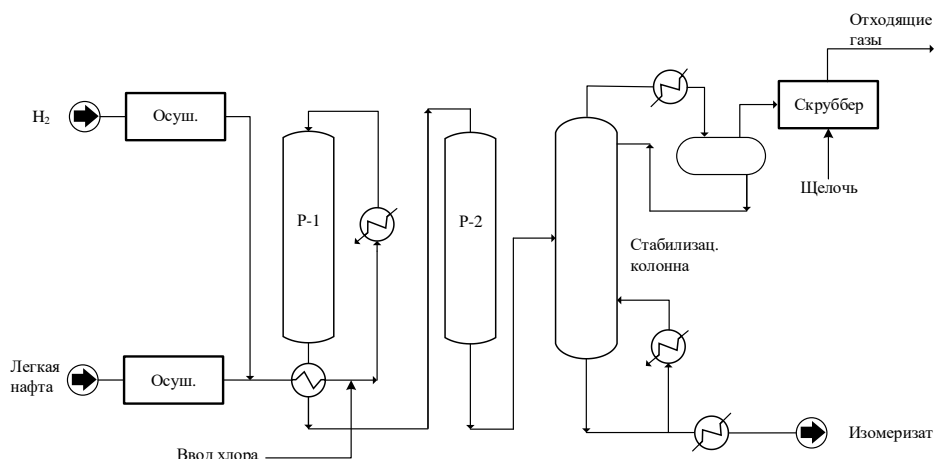 Отходящие
газы
H2
Осуш.
Скруббер
Щелочь
Р-1
Р-2
Стабилизац.
колонна
Легкая
нафта
Осуш.
Изомеризат
Ввод хлора